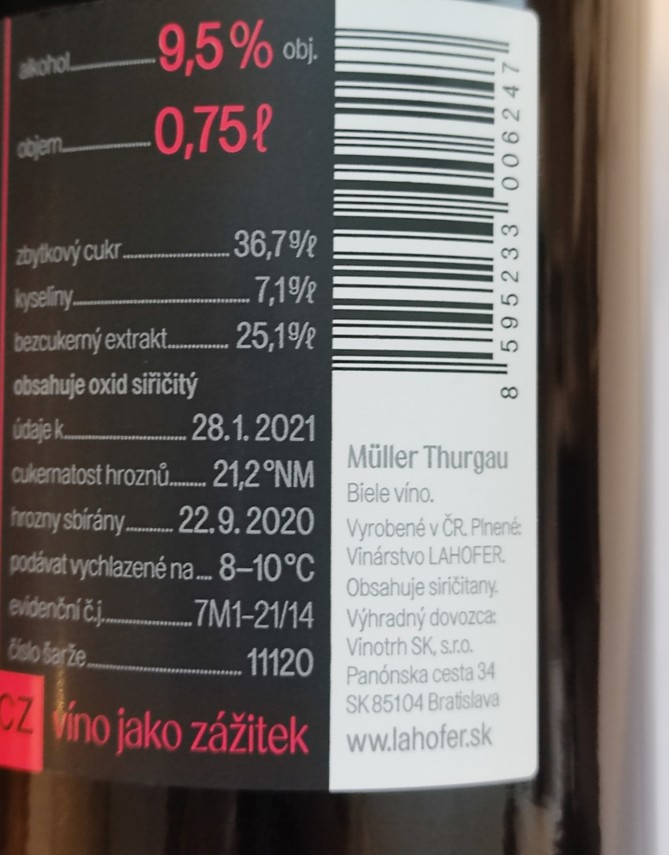 alkohol 9,5% obj.
objem 0,75ℓ
zbytkový cukr 36,7 g/ℓ
kyseliny 7,1 g/ℓ
bezcukerný extrakt 25,1 g/ℓ
obsahuje oxid siřičitý
údaje k 28.1.2021
cukernatost hroznů 21,2°NM
hrozny sbírány 22.9.2020
podávat vychlazené na 8–10°C
evidenční č.j. 7M1-21/14
číslo šarže 11120
CZ víno jako zážitek
8 595233 006247
Müller Thurgau
Biele víno.
Vyrobené v ČR. Plnené:
Vinárstvo LAHOFER.
Obsahuje siričitany.
Výhradný dovozca:
Vinotrh SK, s.r.o.
Panónska cesta 34
SK 85104 Bratislava
ww.lahofer.sk